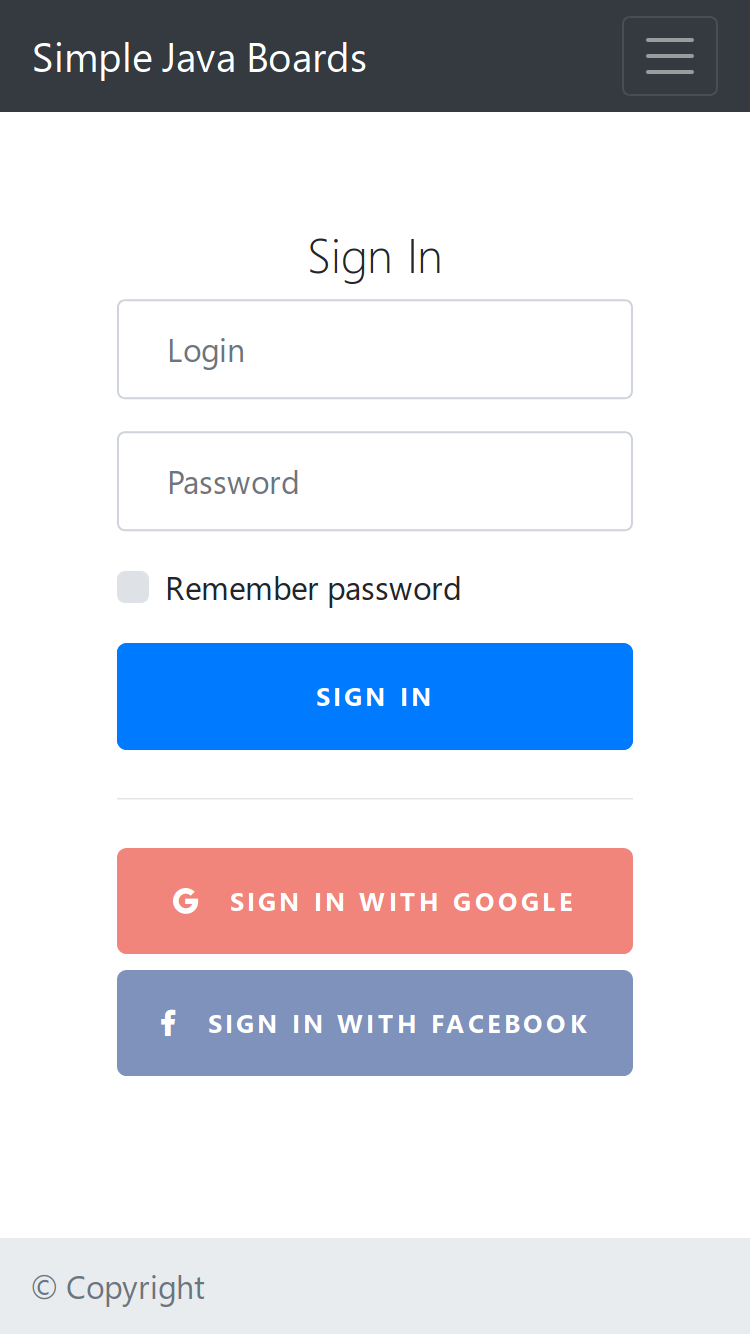 Simple Java Boards
Sign In
Login
Password
Remember password
SIGN IN
SIGN IN WITH GOOGLE
SIGN IN WITH FACEBOOK
© Copyright